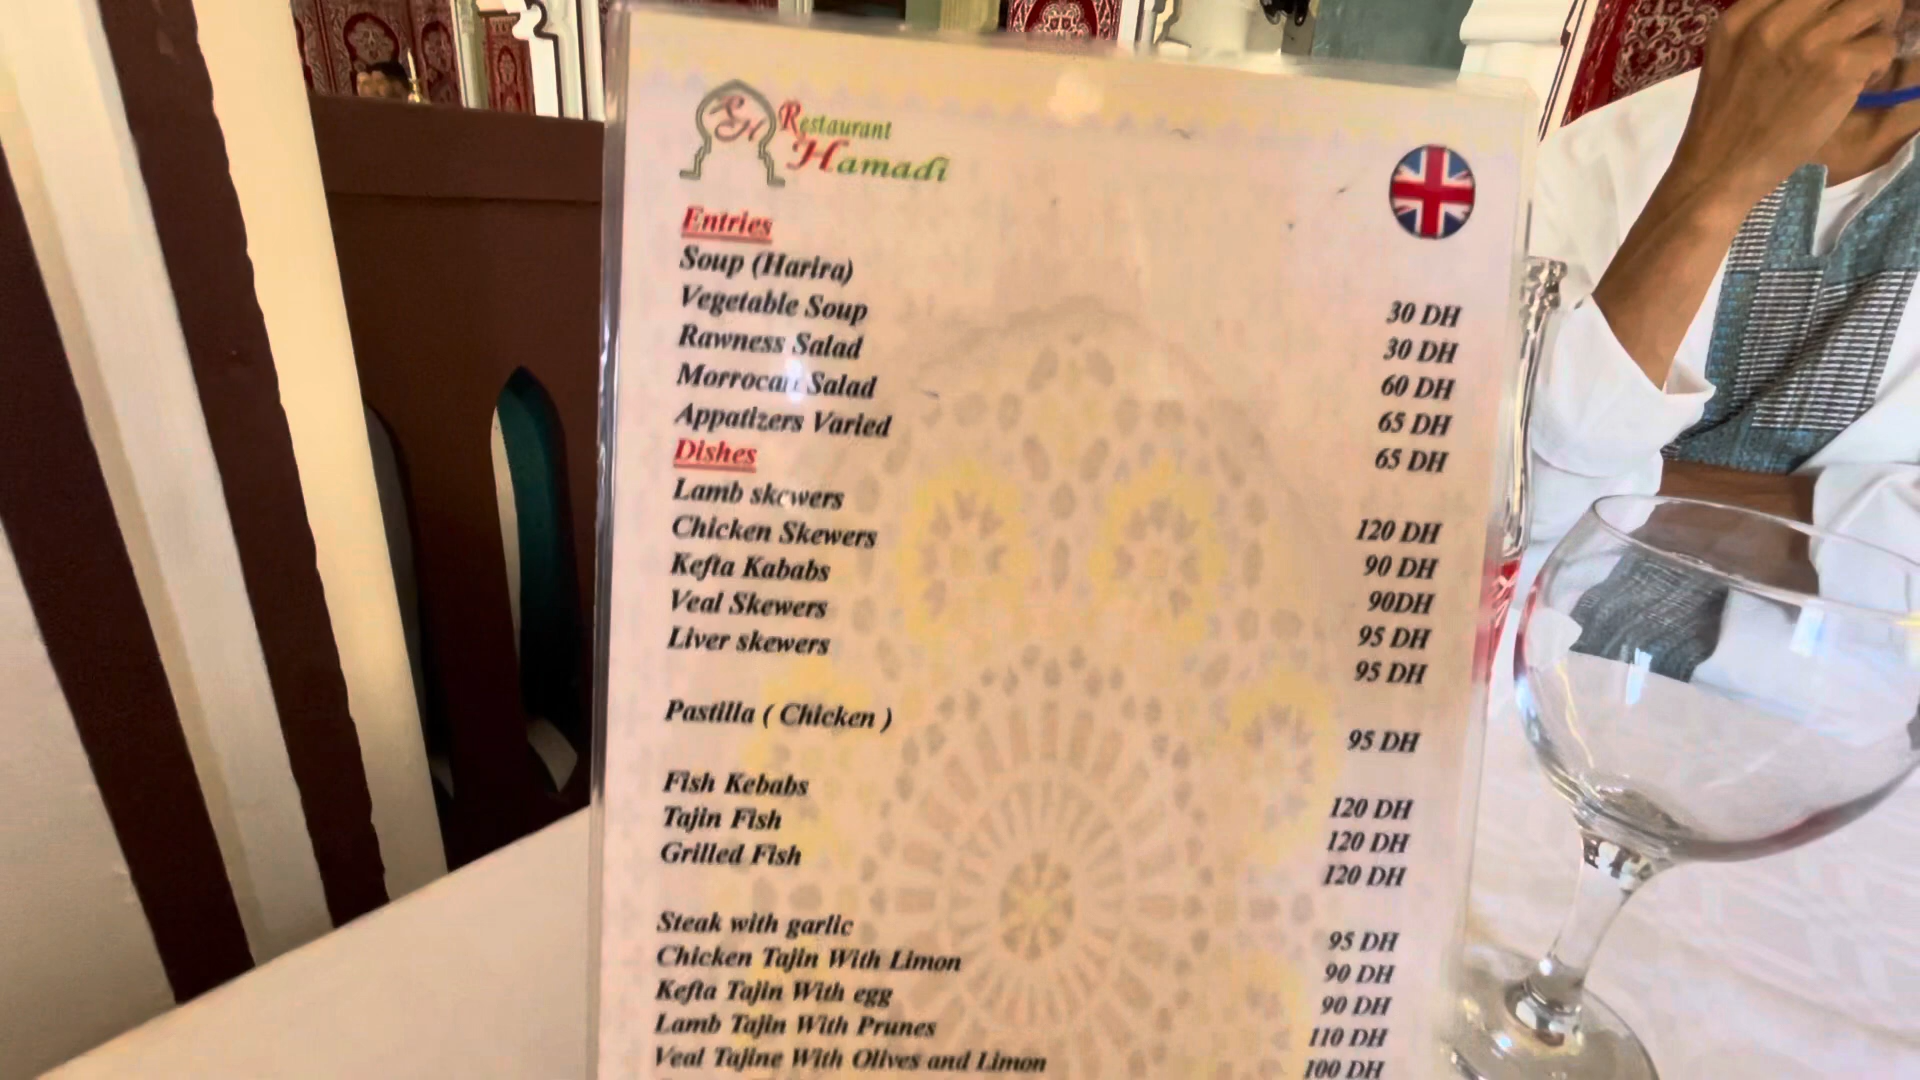 RH Restaurant
Hamadi
Entries
Soup (Harira) 30 DH
Vegetable Soup 30 DH
Rawness Salad 60 DH
Morrocan Salad 65 DH
Appatizers Varied 65 DH
Dishes
Lamb skewers 120 DH
Chicken Skewers 90 DH
Kefta Kababs 90DH
Veal Skewers 95 DH
Liver skewers 95 DH
Pastilla ( Chicken ) 95 DH
Fish Kebabs 120 DH
Tajin Fish 120 DH
Grilled Fish 120 DH
Steak with garlic 95 DH
Chicken Tajin With Limon 90 DH
Kefta Tajin With egg 90 DH
Lamb Tajin With Prunes 110 DH
Veal Tajine With Olives and Limon 100 DH